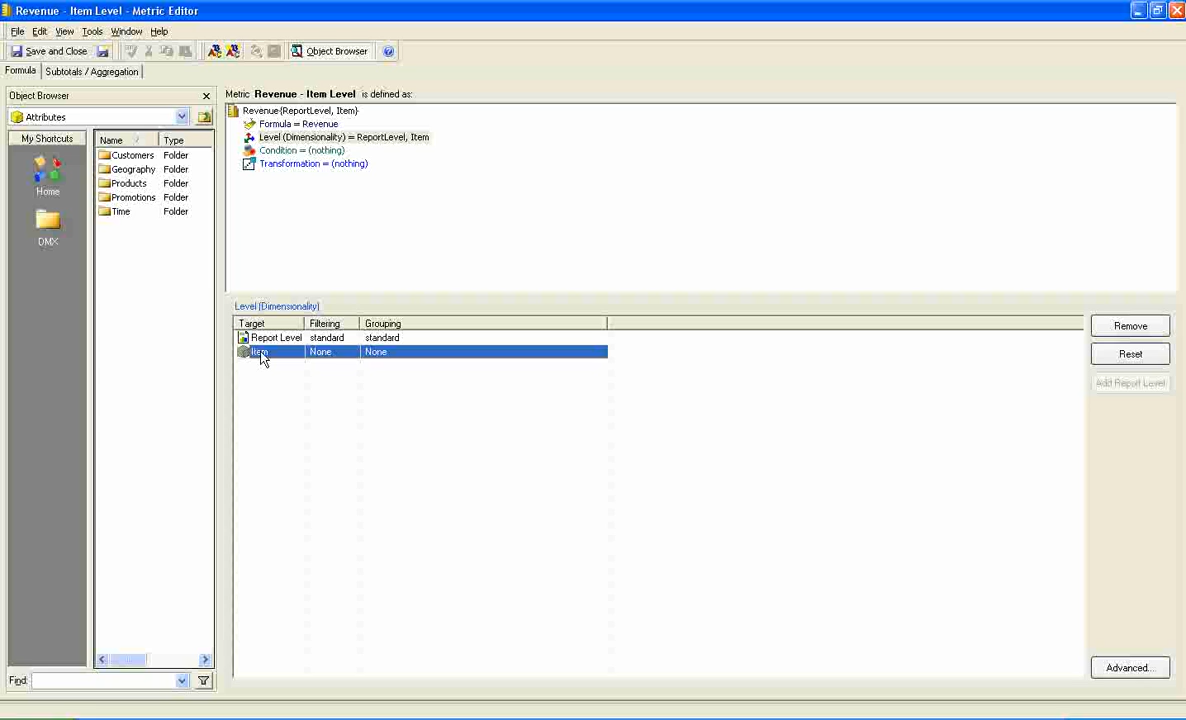 Revenue - Item Level - Metric Editor
File Edit View Tools Window Help
Save and Close Object Browser
Formula Subtotals / Aggregation
Object Browser
Attributes
My Shortcuts
Home
DMX
Name Type
Customers Folder
Geography Folder
Products Folder
Promotions Folder
Time Folder
Find:
Metric Revenue - Item Level is defined as:
Revenue{ReportLevel, Item}
Formula = Revenue
Level (Dimensionality) = ReportLevel, Item
Condition = (nothing)
Transformation = (nothing)
Level (Dimensionality)
Target Filtering Grouping
Report Level standard standard
Item None None
Remove
Reset
Add Report Level
Advanced...